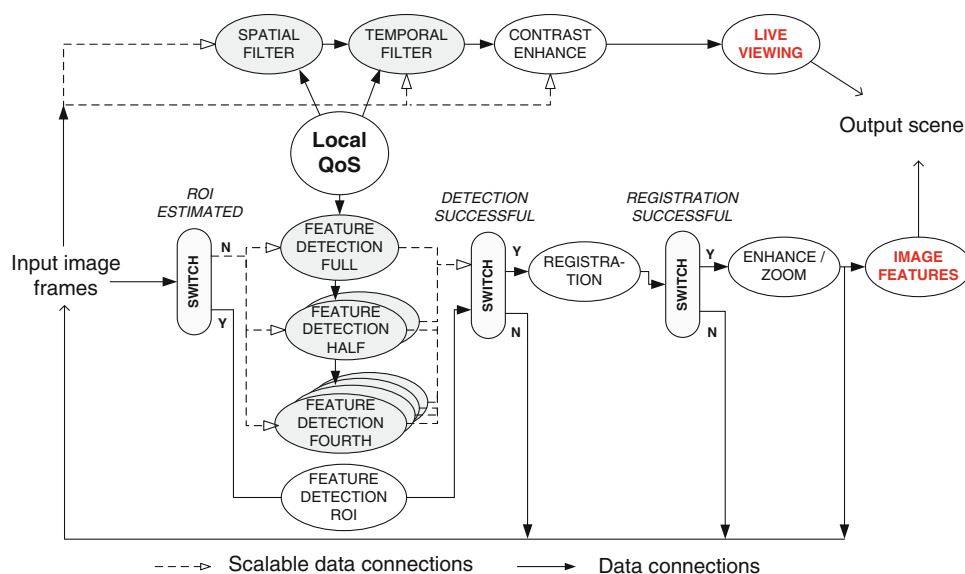 SPATIAL
FILTER
TEMPORAL
FILTER
CONTRAST
ENHANCE
LIVE
VIEWING
Output scene
Local
QoS
ROI
ESTIMATED
DETECTION
SUCCESSFUL
REGISTRATION
SUCCESSFUL
Input image
frames
SWITCH
N
Y
FEATURE
DETECTION
FULL
FEATURE
DETECTION
HALF
FEATURE
DETECTION
FOURTH
FEATURE
DETECTION
ROI
SWITCH
Y
N
REGISTRA-
TION
SWITCH
Y
N
ENHANCE /
ZOOM
IMAGE
FEATURES
Scalable data connections
Data connections